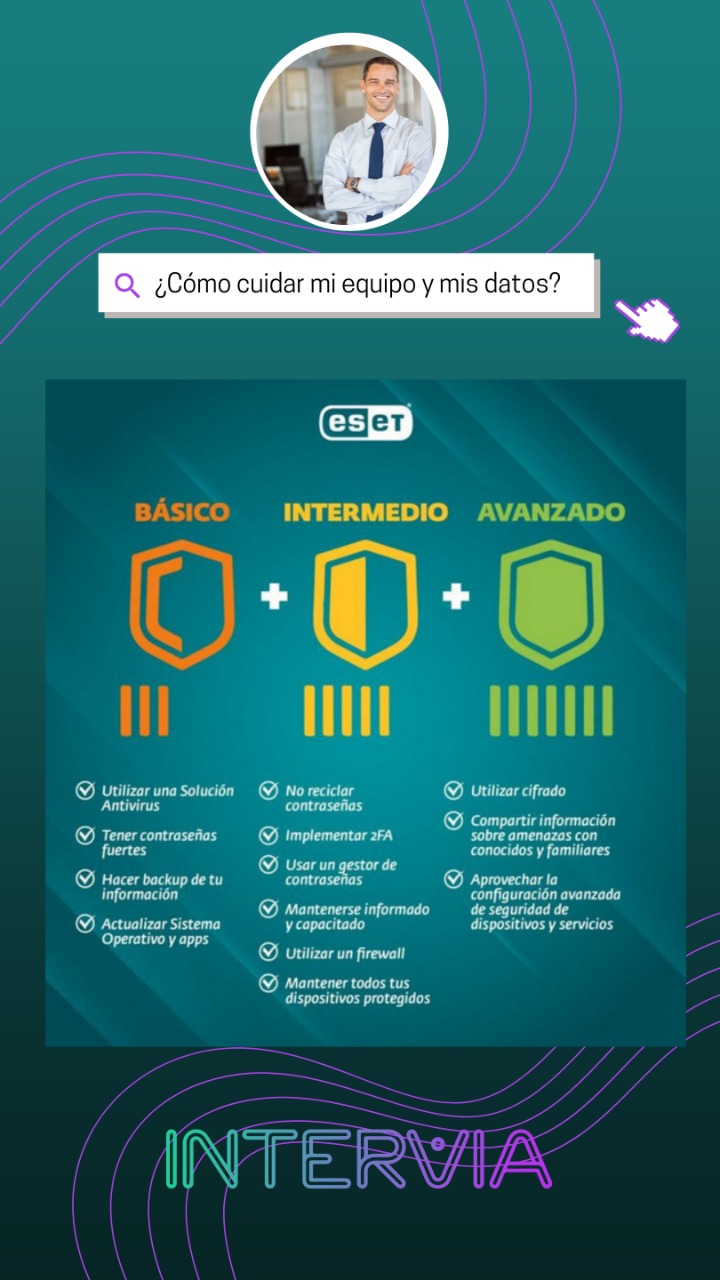 ¿Cómo cuidar mi equipo y mis datos?
eseT
BÁSICO
INTERMEDIO
AVANZADO
Utilizar una Solución
Antivirus
Tener contraseñas
fuertes
Hacer backup de tu
información
Actualizar Sistema
Operativo y apps
No reciclar
contraseñas
Implementar 2FA
Usar un gestor de
contraseñas
Mantenerse informado
y capacitado
Utilizar un firewall
Mantener todos tus
dispositivos protegidos
Utilizar cifrado
Compartir información
sobre amenazas con
conocidos y familiares
Aprovechar la
configuración avanzada
de seguridad de
dispositivos y servicios
INTERVIA